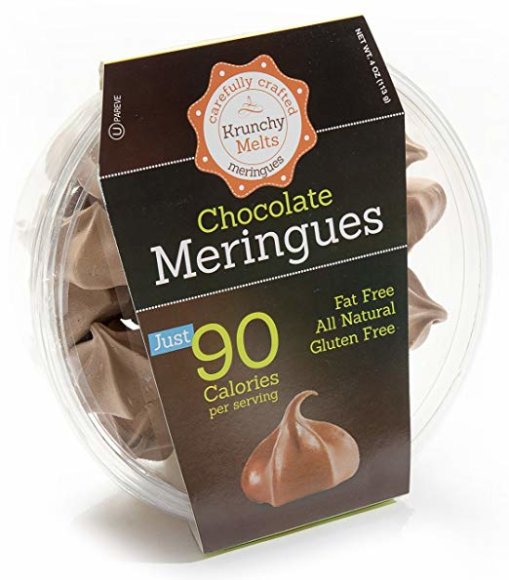 NET WT. 4 OZ (113 g)
U PAREVE
carefully crafted
Krunchy
Melts
meringues
Chocolate
Meringues
Just
90
Calories
per serving
Fat Free
All Natural
Gluten Free